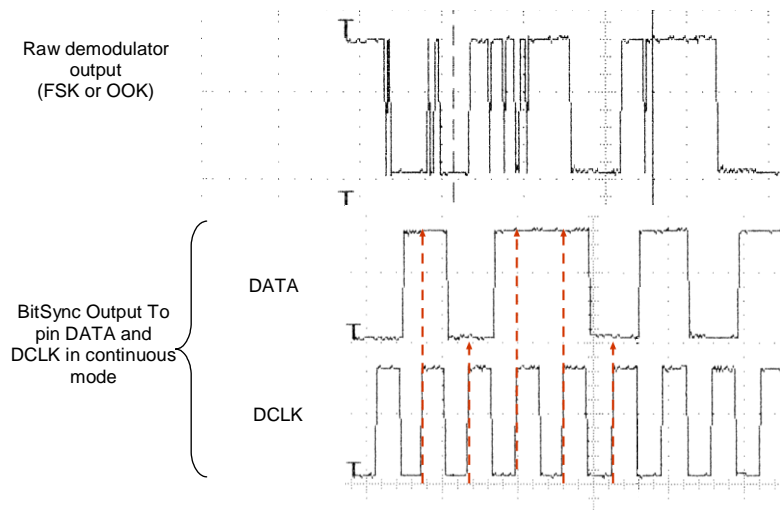 Raw demodulator
output
(FSK or OOK)
DATA
BitSync Output To
pin DATA and
DCLK in continuous
mode
DCLK